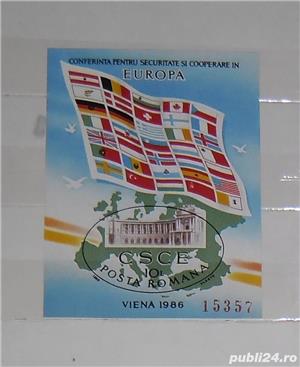 CONFERINTA PENTRU SECURITATE SI COOPERARE IN
EUROPA
CSCE
10L
POSTA ROMANA
VIENA 1986 15357
publi24.ro